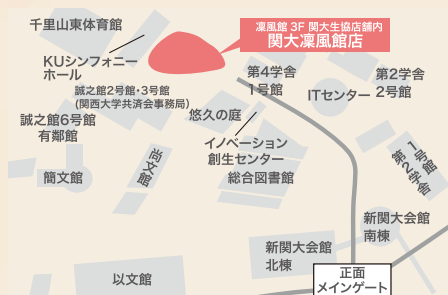 千里山東体育館
凛風館 3F 関大生協店舗内
関大凛風館店
KUシンフォニー
ホール
誠之館2号館・3号館
(関西大学共済会事務局)
第4学舎
1号館
第2学舎
2号館
ITセンター
誠之館6号館
有鄰館
悠久の庭
イノベーション
創生センター
尚文館
第2学舎
1号館
簡文館
総合図書館
新関大会館
南棟
新関大会館
北棟
以文館
正面
メインゲート